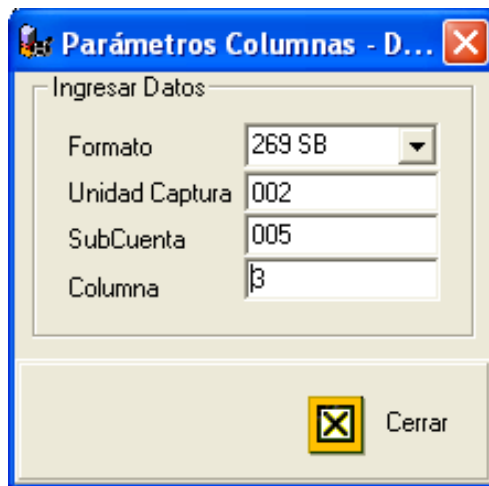 Parámetros Columnas - D...
Ingresar Datos
Formato 269 SB
Unidad Captura 002
SubCuenta 005
Columna 3
Cerrar